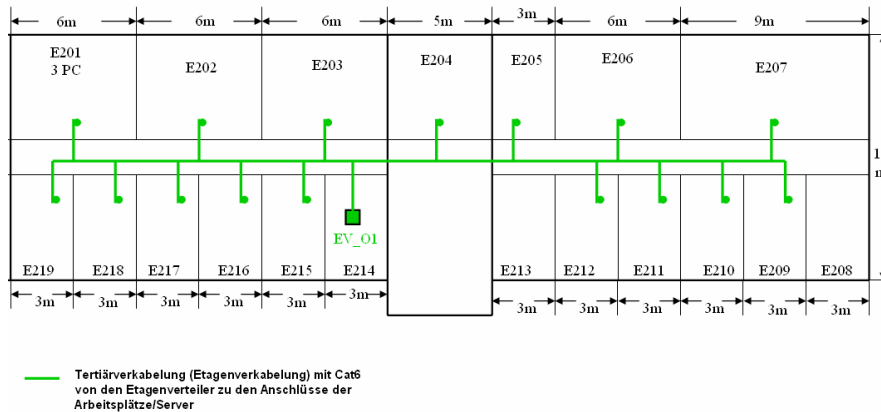 6m 6m 6m 5m 3m 6m 9m
E201 E202 E203 E204 E205 E206 E207
3 PC
1
EV_O1
E219 E218 E217 E216 E215 E214 E213 E212 E211 E210 E209 E208
3m 3m 3m 3m 3m 3m 3m 3m 3m 3m 3m 3m
Tertiärverkabelung (Etagenverkabelung) mit Cat6
von den Etagenverteiler zu den Anschlüsse der
Arbeitsplätze/Server